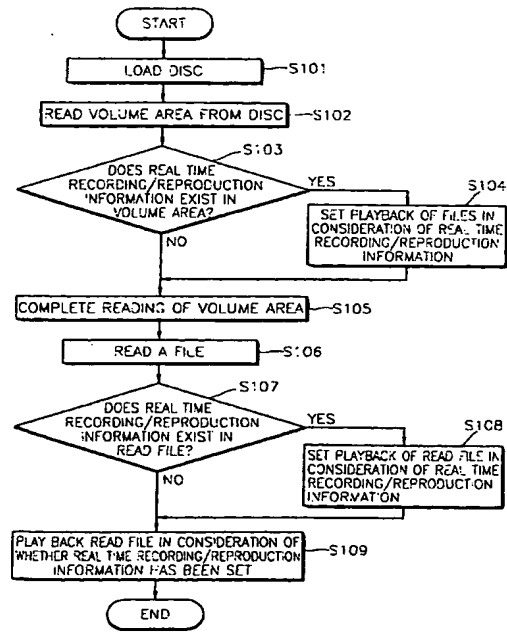 START
LOAD DISC
S101
READ VOLUME AREA FROM DISC
S102
S103
DOES REAL TIME
RECORDING/REPRODUCTION
INFORMATION EXIST IN
VOLUME AREA?
YES
NO
S104
SET PLAYBACK OF FILES IN
CONSIDERATION OF REAL TIME
RECORDING/REPRODUCTION
INFORMATION
COMPLETE READING OF VOLUME AREA
S105
READ A FILE
S106
S107
DOES REAL TIME
RECORDING/REPRODUCTION
INFORMATION EXIST IN
READ FILE?
YES
NO
S108
SET PLAYBACK OF READ FILE IN
CONSIDERATION OF REAL TIME
RECORDING/REPRODUCTION
INFORMATION
PLAY BACK READ FILE IN CONSIDERATION OF
WHETHER REAL TIME RECORDING/REPRODUCTION
INFORMATION HAS BEEN SET
S109
END